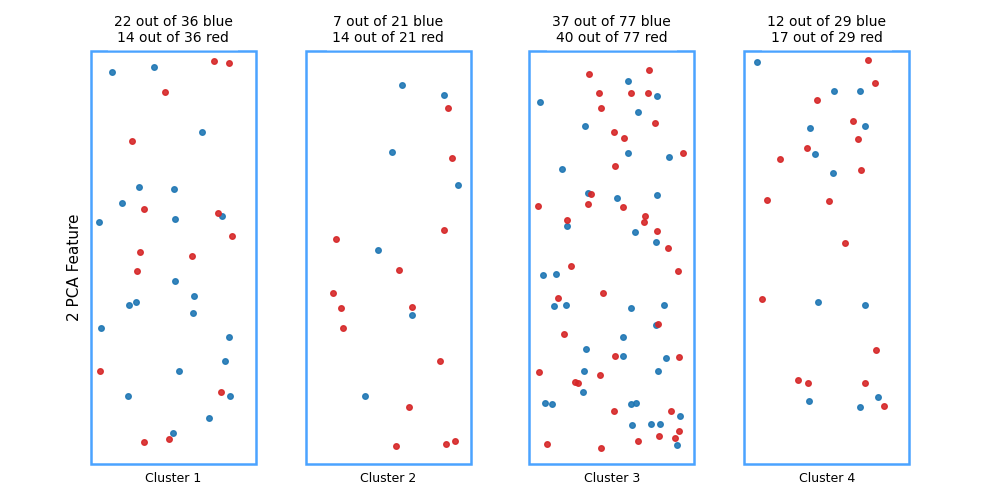 22 out of 36 blue
14 out of 36 red
7 out of 21 blue
14 out of 21 red
37 out of 77 blue
40 out of 77 red
12 out of 29 blue
17 out of 29 red
2 PCA Feature
Cluster 1
Cluster 2
Cluster 3
Cluster 4